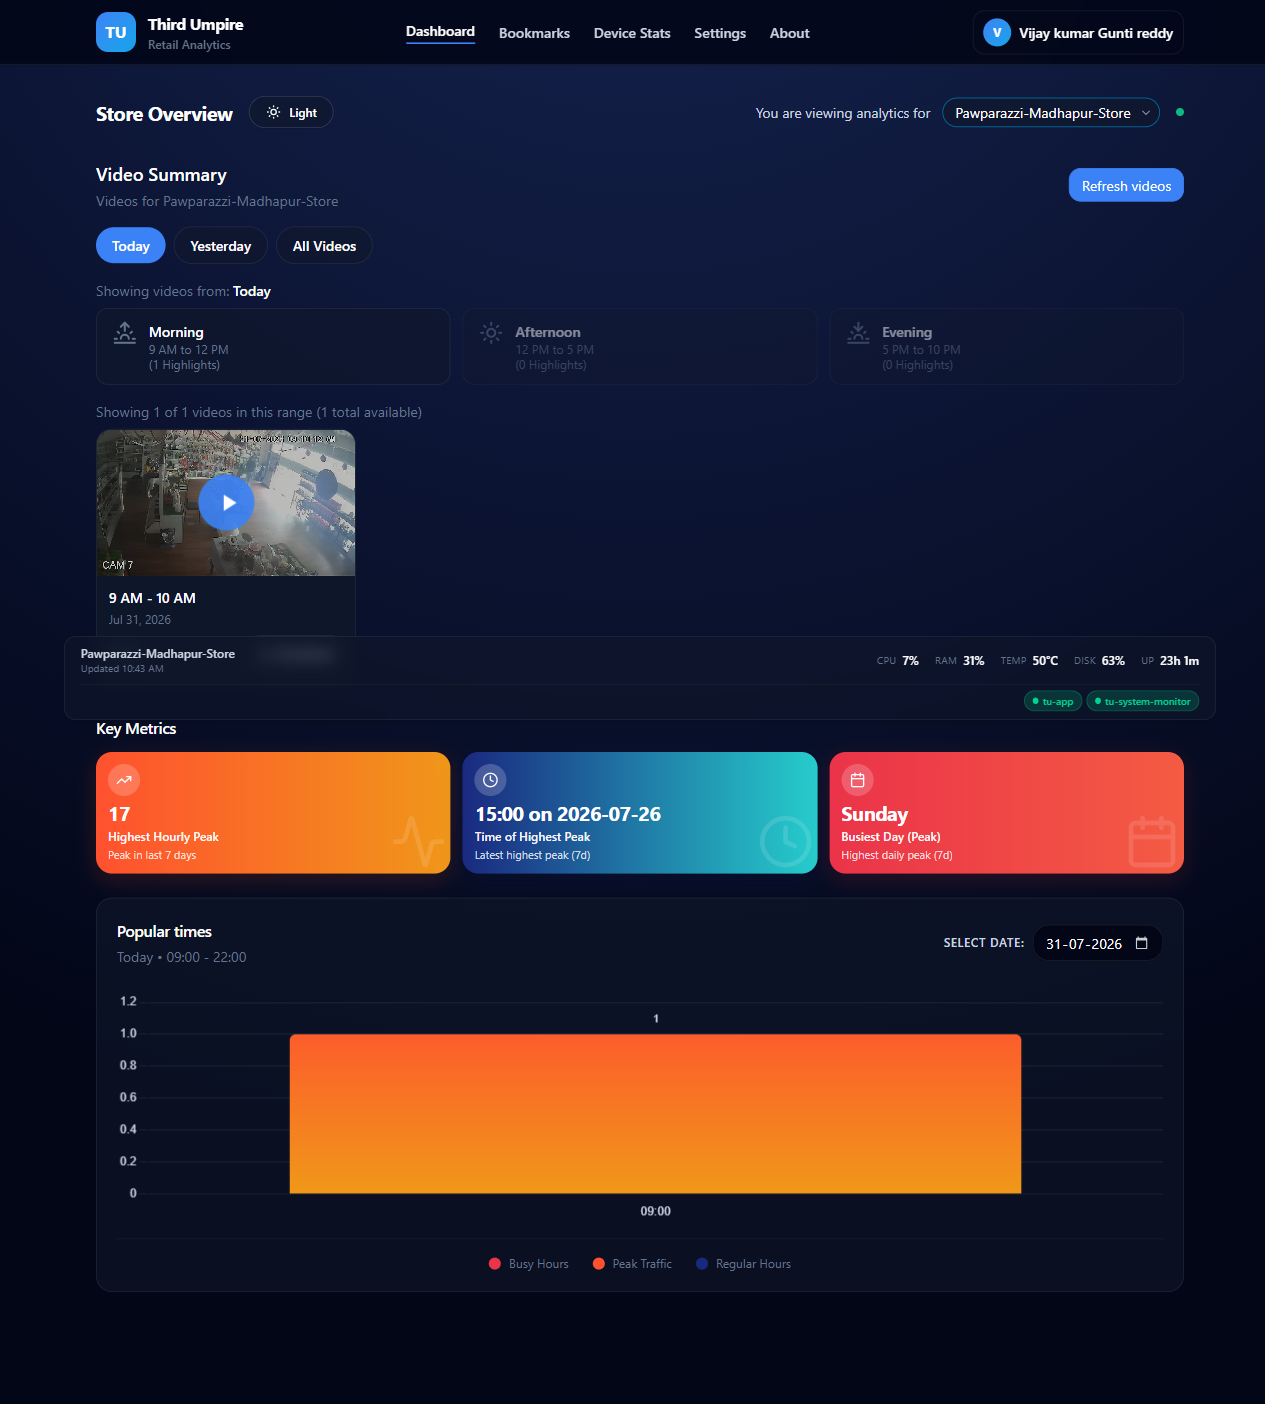 TU
Third Umpire
Retail Analytics
Dashboard
Bookmarks
Device Stats
Settings
About
V
Vijay kumar Gunti reddy
Store Overview
Light
You are viewing analytics for
Pawparazzi-Madhapur-Store
Video Summary
Videos for Pawparazzi-Madhapur-Store
Refresh videos
Today
Yesterday
All Videos
Showing videos from: Today
Morning
9 AM to 12 PM
(1 Highlights)
Afternoon
12 PM to 5 PM
(0 Highlights)
Evening
5 PM to 10 PM
(0 Highlights)
Showing 1 of 1 videos in this range (1 total available)
CAM 7
9 AM - 10 AM
Jul 31, 2026
Pawparazzi-Madhapur-Store
Updated 10:43 AM
CPU 7%
RAM 31%
TEMP 50°C
DISK 63%
UP 23h 1m
tu-app
tu-system-monitor
Key Metrics
17
Highest Hourly Peak
Peak in last 7 days
15:00 on 2026-07-26
Time of Highest Peak
Latest highest peak (7d)
Sunday
Busiest Day (Peak)
Highest daily peak (7d)
Popular times
Today • 09:00 - 22:00
SELECT DATE:
31-07-2026
1.2
1.0
0.8
0.6
0.4
0.2
0
1
09:00
Busy Hours
Peak Traffic
Regular Hours